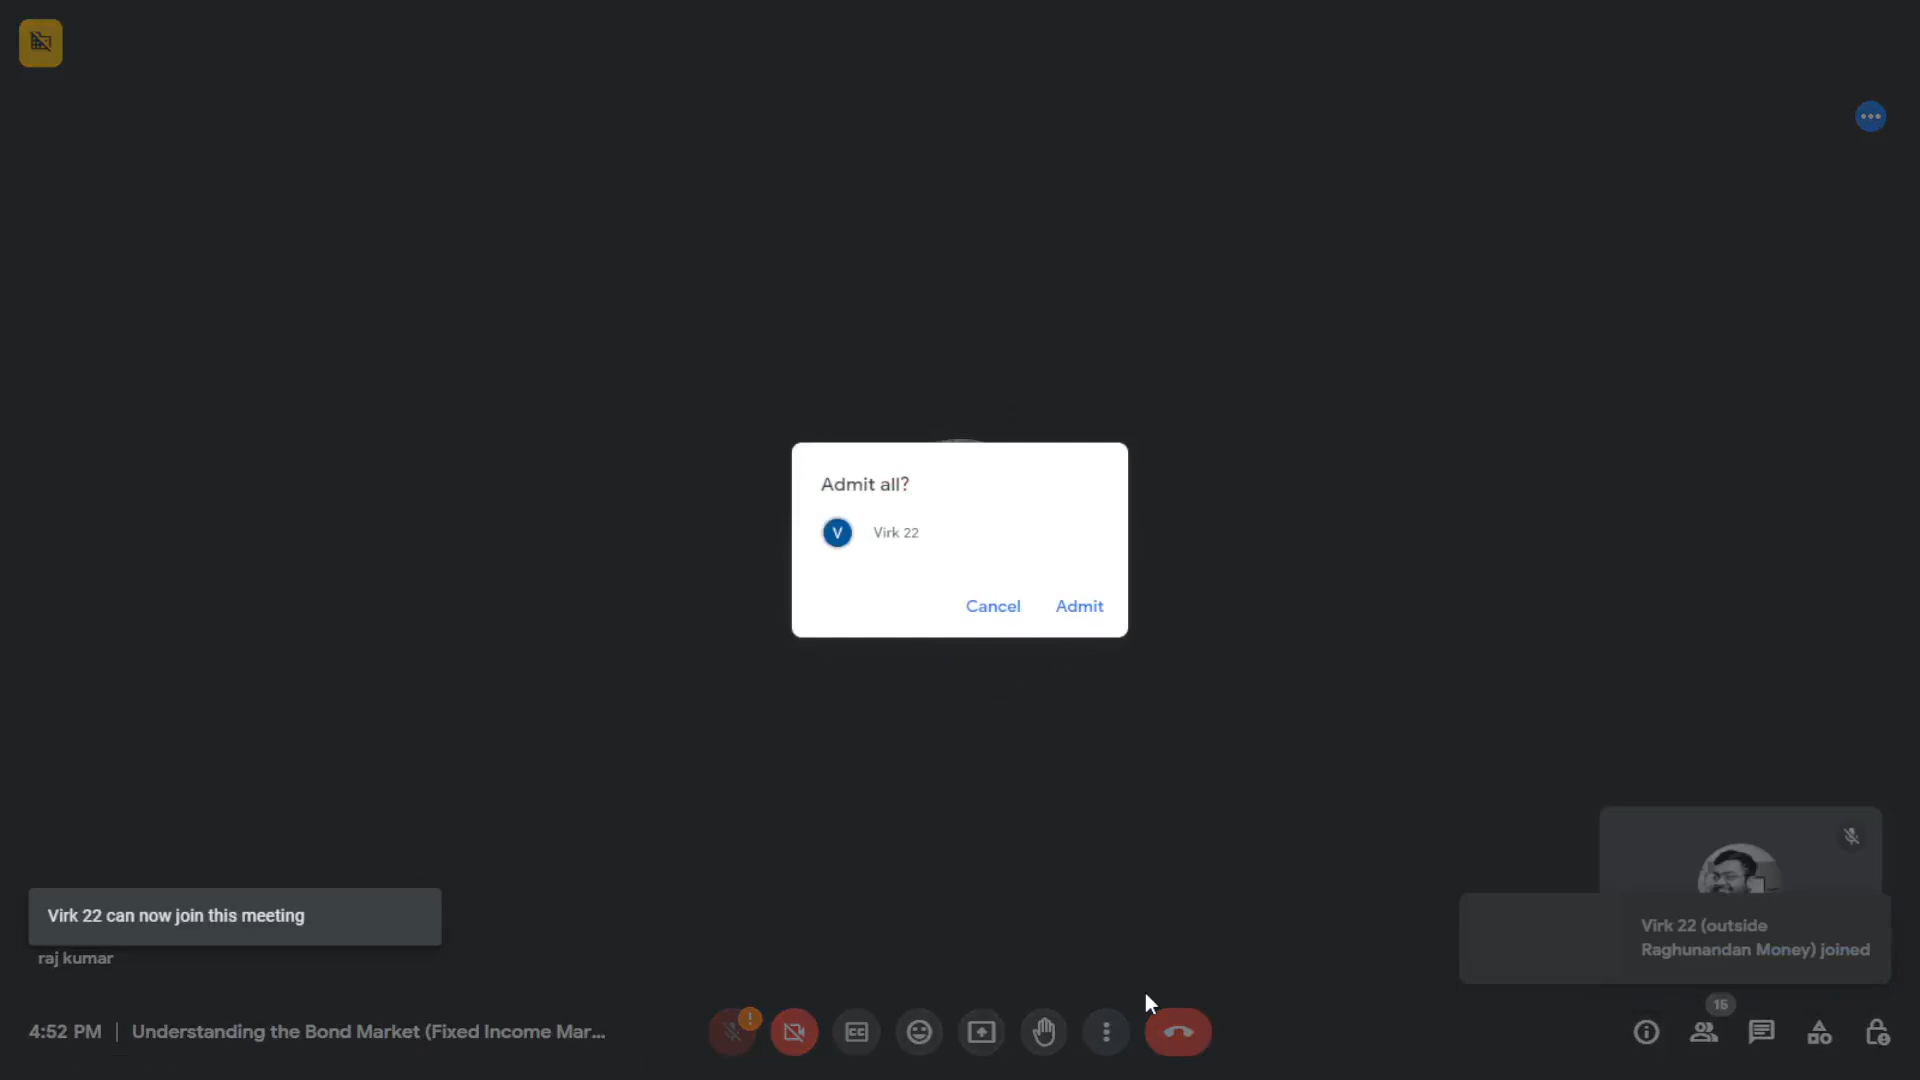 Admit all?
V
Virk 22
Cancel
Admit
Virk 22 can now join this meeting
raj kumar
Virk 22 (outside
Raghunandan Money) joined
15
4:52 PM | Understanding the Bond Market (Fixed Income Mar...
!
CC